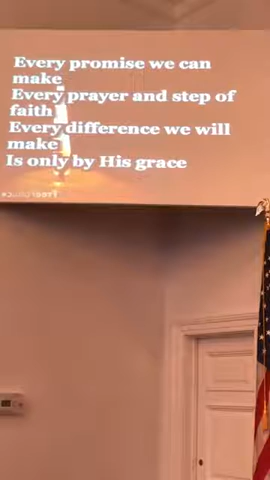 Every promise we can
make
Every prayer and step of
faith
Every difference we will
make
Is only by His grace